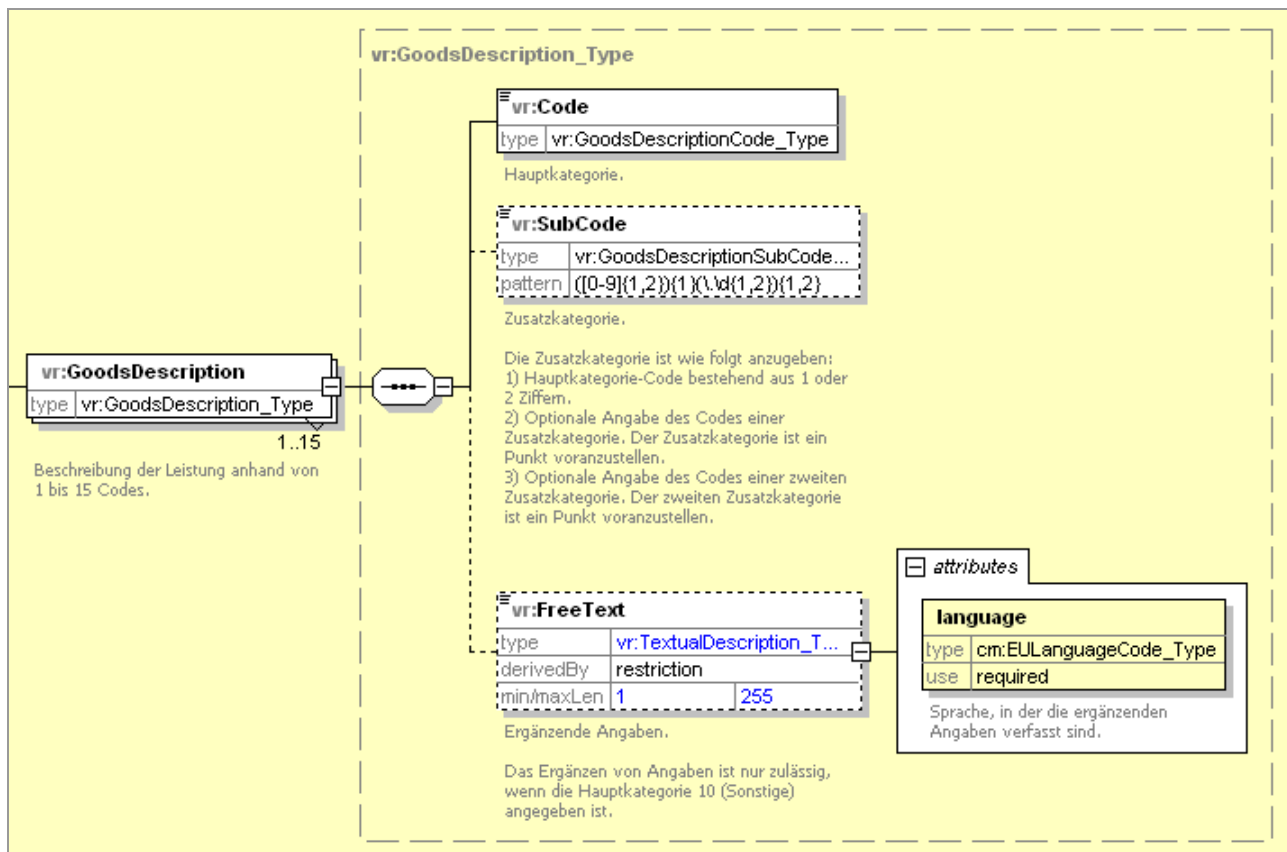 vr:GoodsDescription_Type
vr:Code
type vr:GoodsDescriptionCode_Type
Hauptkategorie.
vr:SubCode
type vr:GoodsDescriptionSubCode...
pattern ([0-9]{1,2}){1}(\.\d{1,2}){1,2}
Zusatzkategorie.
Die Zusatzkategorie ist wie folgt anzugeben:
1) Hauptkategorie-Code bestehend aus 1 oder
2 Ziffern.
2) Optionale Angabe des Codes einer
Zusatzkategorie. Der Zusatzkategorie ist ein
Punkt voranzustellen.
3) Optionale Angabe des Codes einer zweiten
Zusatzkategorie. Der zweiten Zusatzkategorie
ist ein Punkt voranzustellen.
vr:GoodsDescription
type vr:GoodsDescription_Type
1..15
Beschreibung der Leistung anhand von
1 bis 15 Codes.
vr:FreeText
type vr:TextualDescription_T...
derivedBy restriction
min/maxLen 1 255
Ergänzende Angaben.
Das Ergänzen von Angaben ist nur zulässig,
wenn die Hauptkategorie 10 (Sonstige)
angegeben ist.
attributes
language
type cm:EULanguageCode_Type
use required
Sprache, in der die ergänzenden
Angaben verfasst sind.